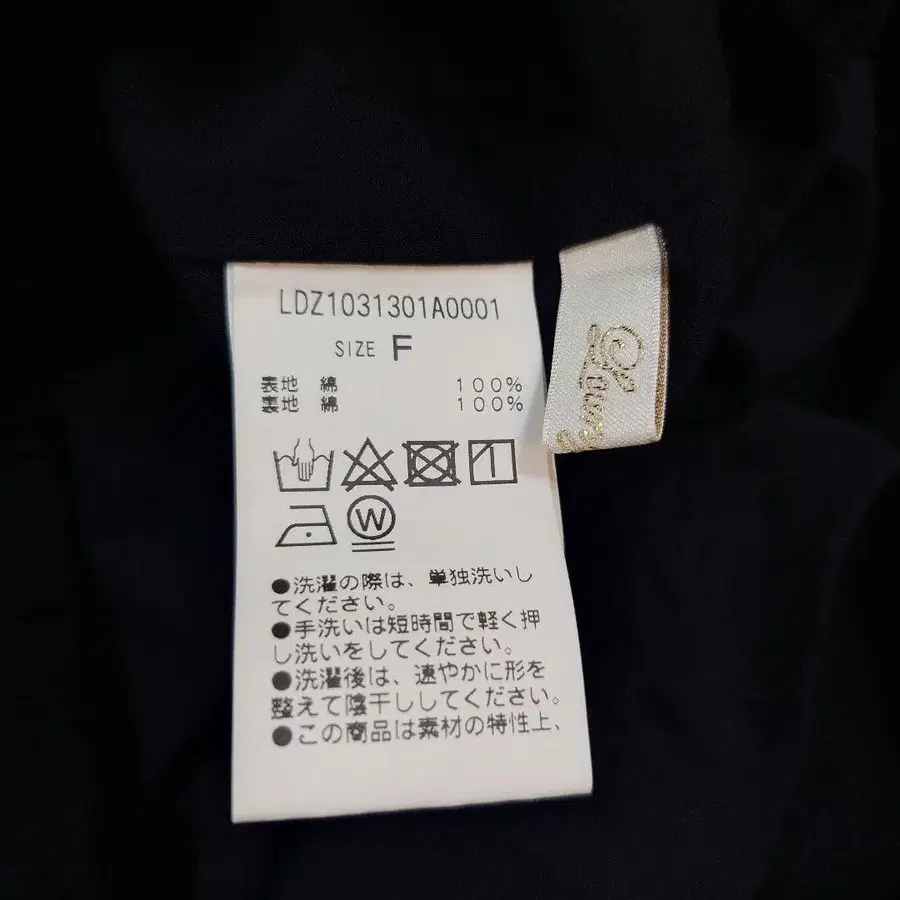 LDZ1031301A0001
SIZE F
表地 綿 100%
裏地 綿 100%
W
●洗濯の際は、単独洗いし
てください。
●手洗いは短時間で軽く押
し洗いをしてください。
●洗濯後は、速やかに形を
整えて陰干ししてください。
●この商品は素材の特性上、